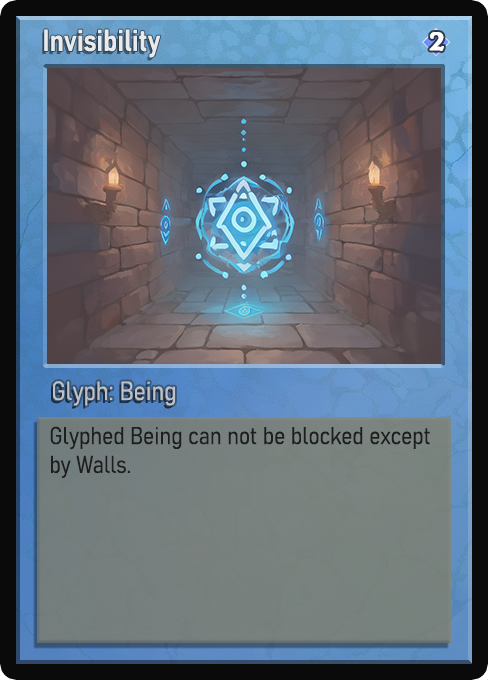 Invisibility 2
Glyph: Being
Glyphed Being can not be blocked except
by Walls.